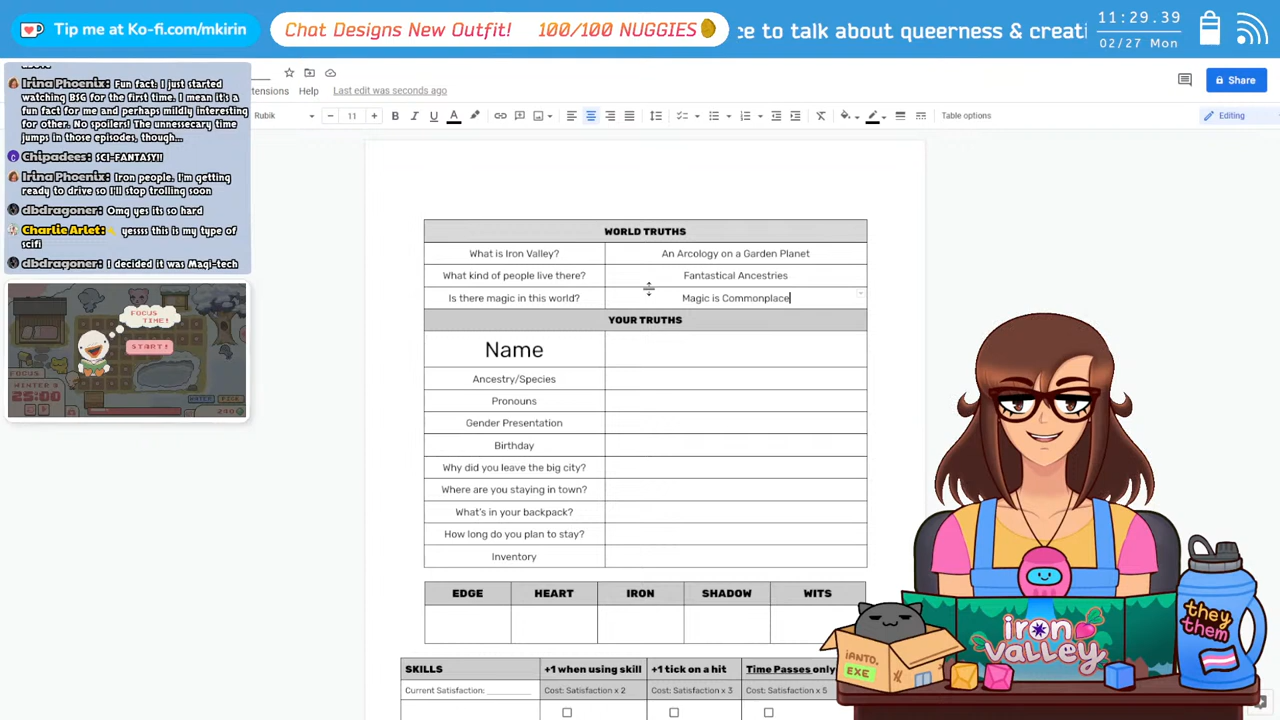 Tip me at Ko-fi.com/mkirin
Chat Designs New Outfit! 100/100 NUGGIES
ce to talk about queerness & creati
11:29.39
02/27 Mon
Irina Phoenix: Fun fact, I just started
watching BSG for the first time. I mean it's a
fun fact for me and perhaps mildly interesting
for other. No spoilers! The unnessecary time
jumps in those episodes, though...
Chipadees: SCI-FANTASY!!
Irina Phoenix: Iron people. I'm getting
ready to drive so I'll stop trolling soon
dbdragoner: Omg yes its so hard
Charlie Arlet: yessss this is my type of
scifi
dbdragoner: I decided it was Magi-tech
FOCUS
TIME!
START!
FOCUS
WINTER 3
25:00
240
tensions Help Last edit was seconds ago
Share
Rubik
11
Table options
Editing
WORLD TRUTHS
What is Iron Valley? An Arcology on a Garden Planet
What kind of people live there? Fantastical Ancestries
Is there magic in this world? Magic is Commonplace
YOUR TRUTHS
Name
Ancestry/Species
Pronouns
Gender Presentation
Birthday
Why did you leave the big city?
Where are you staying in town?
What's in your backpack?
How long do you plan to stay?
Inventory
EDGE HEART IRON SHADOW WITS
SKILLS +1 when using skill +1 tick on a hit Time Passes only
Current Satisfaction: ________ Cost: Satisfaction x 2 Cost: Satisfaction x 3 Cost: Satisfaction x 5
iANTO.
EXE
iron
valley
they
them